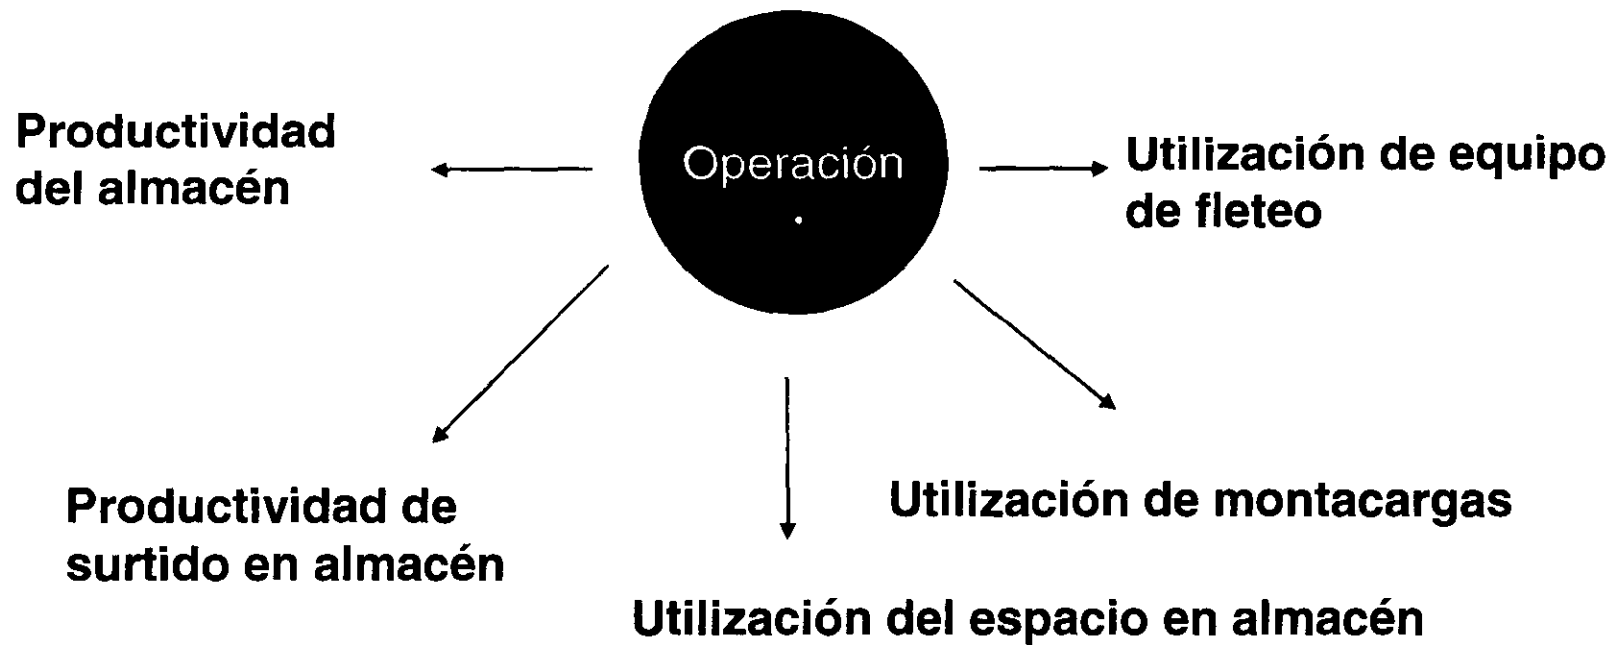 Operación
Productividad
del almacén
Utilización de equipo
de fleteo
Productividad de
surtido en almacén
Utilización de montacargas
Utilización del espacio en almacén